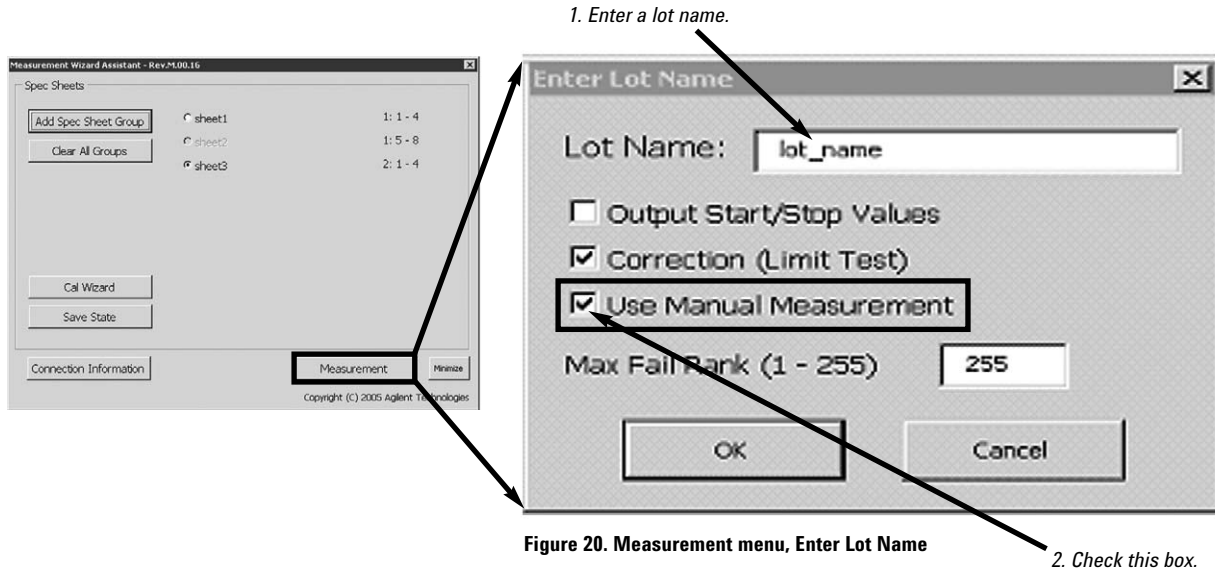 1. Enter a lot name.
Measurement Wizard Assistant - Rev.M.00.16
Spec Sheets
Add Spec Sheet Group
sheet1 1: 1 - 4
Clear All Groups
sheet2 1: 5 - 8
sheet3 2: 1 - 4
Cal Wizard
Save State
Connection Information
Measurement
Minimize
Copyright (C) 2005 Agilent Technologies
Enter Lot Name
Lot Name: lot_name
Output Start/Stop Values
Correction (Limit Test)
Use Manual Measurement
Max Fail Rank (1 - 255) 255
OK Cancel
Figure 20. Measurement menu, Enter Lot Name
2. Check this box.